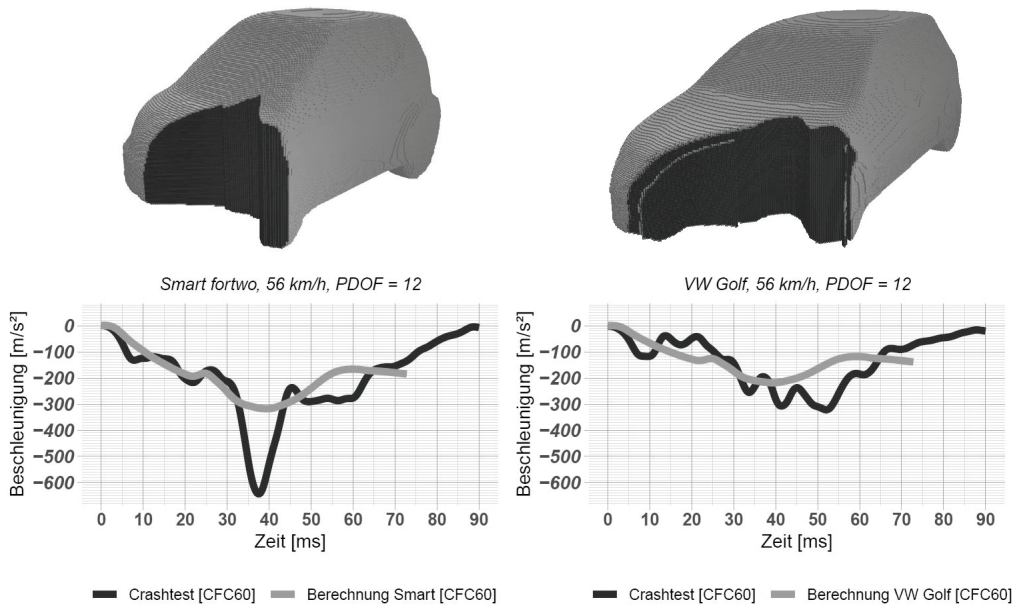 Smart fortwo, 56 km/h, PDOF = 12
VW Golf, 56 km/h, PDOF = 12
Beschleunigung [m/s²]
0
−100
−200
−300
−400
−500
−600
0 10 20 30 40 50 60 70 80 90
Zeit [ms]
Beschleunigung [m/s²]
0
−100
−200
−300
−400
−500
−600
0 10 20 30 40 50 60 70 80 90
Zeit [ms]
Crashtest [CFC60] Berechnung Smart [CFC60]
Crashtest [CFC60] Berechnung VW Golf [CFC60]